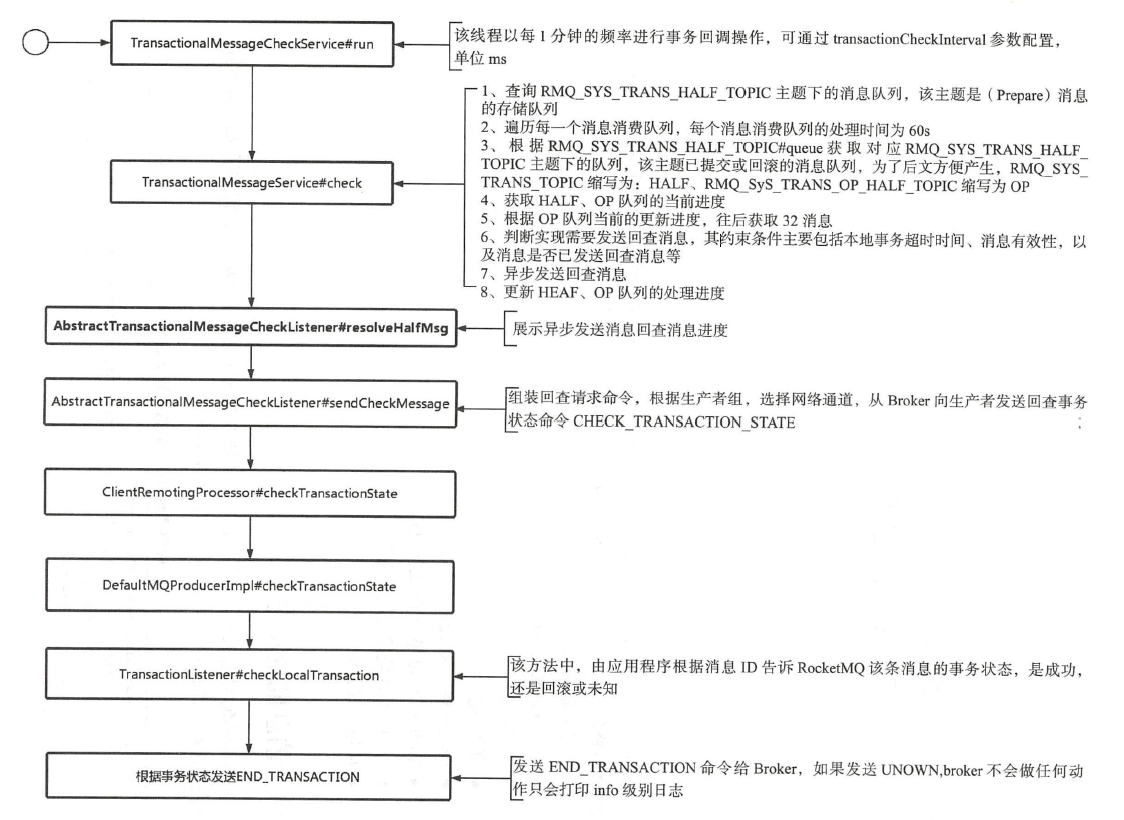 TransactionalMessageCheckService#run
该线程以每 1 分钟的频率进行事务回调操作，可通过 transactionCheckInterval 参数配置，
单位 ms
1、查询 RMQ_SYS_TRANS_HALF_TOPIC 主题下的消息队列，该主题是（Prepare）消息
的存储队列
2、遍历每一个消息消费队列，每个消息消费队列的处理时间为 60s
3、根据 RMQ_SYS_TRANS_HALF_TOPIC#queue 获取对应 RMQ_SYS_TRANS_HALF_
TOPIC 主题下的队列，该主题已提交或回滚的消息队列，为了后文方便产生，RMQ_SYS_
TRANS_TOPIC 缩写为：HALF、RMQ_SyS_TRANS_OP_HALF_TOPIC 缩写为 OP
4、获取 HALF、OP 队列的当前进度
5、根据 OP 队列当前的更新进度，往后获取 32 消息
6、判断实现需要发送回查消息，其约束条件主要包括本地事务超时时间、消息有效性，以
及消息是否已发送回查消息等
7、异步发送回查消息
8、更新 HEAF、OP 队列的处理进度
TransactionalMessageService#check
AbstractTransactionalMessageCheckListener#resolveHalfMsg
展示异步发送消息回查消息进度
AbstractTransactionalMessageCheckListener#sendCheckMessage
组装回查请求命令，根据生产者组，选择网络通道，从 Broker 向生产者发送回查事务
状态命令 CHECK_TRANSACTION_STATE ;
ClientRemotingProcessor#checkTransactionState
DefaultMQProducerImpl#checkTransactionState
TransactionListener#checkLocalTransaction
该方法中，由应用程序根据消息 ID 告诉 RocketMQ 该条消息的事务状态，是成功，
还是回滚或未知
根据事务状态发送END_TRANSACTION
发送 END_TRANSACTION 命令给 Broker，如果发送 UNOWN,broker 不会做任何动
作只会打印 info 级别日志